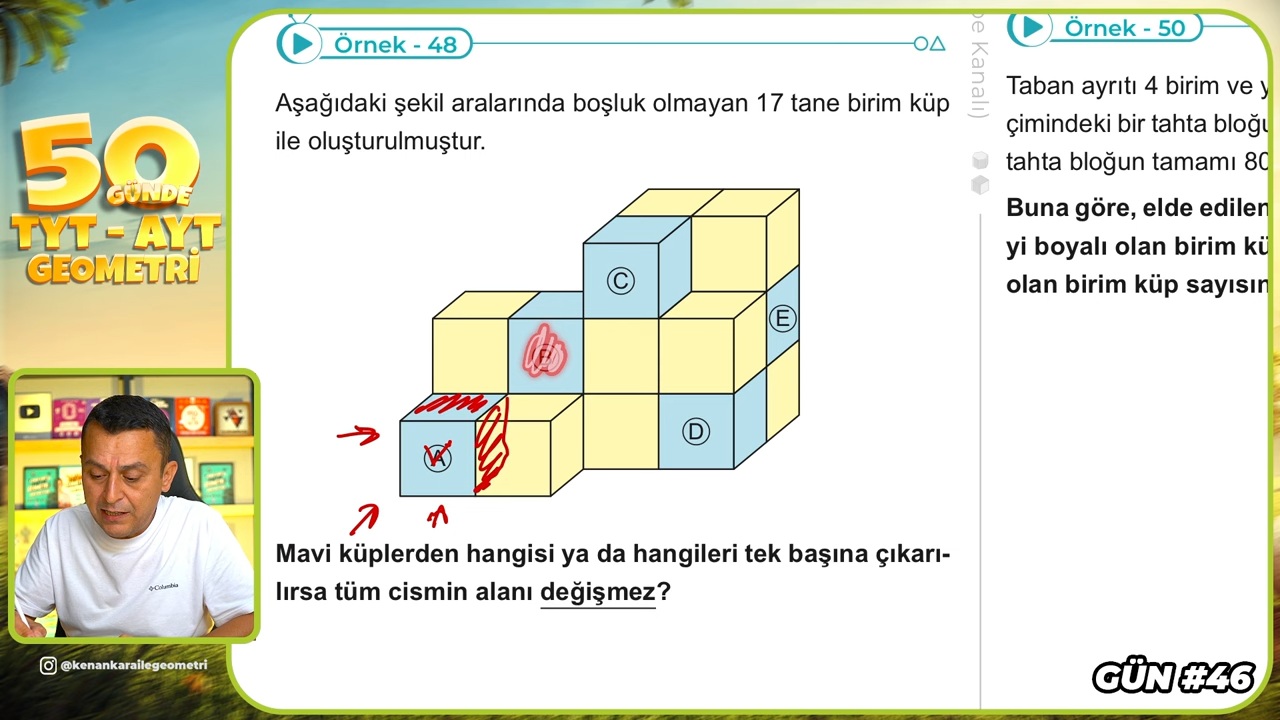 50
GÜNDE
TYT - AYT
GEOMETRİ
Örnek - 48
Aşağıdaki şekil aralarında boşluk olmayan 17 tane birim küp
ile oluşturulmuştur.
C
E
A
D
Mavi küplerden hangisi ya da hangileri tek başına çıkarı-
lırsa tüm cismin alanı değişmez?
Kanalı)
Örnek - 50
Taban ayrıtı 4 birim ve
çimindeki bir tahta
tahta bloğun tamamı 80
Buna göre, elde edilen
yi boyalı olan birim
olan birim küp
Columbia
@kenankarailegeometri
GÜN #46